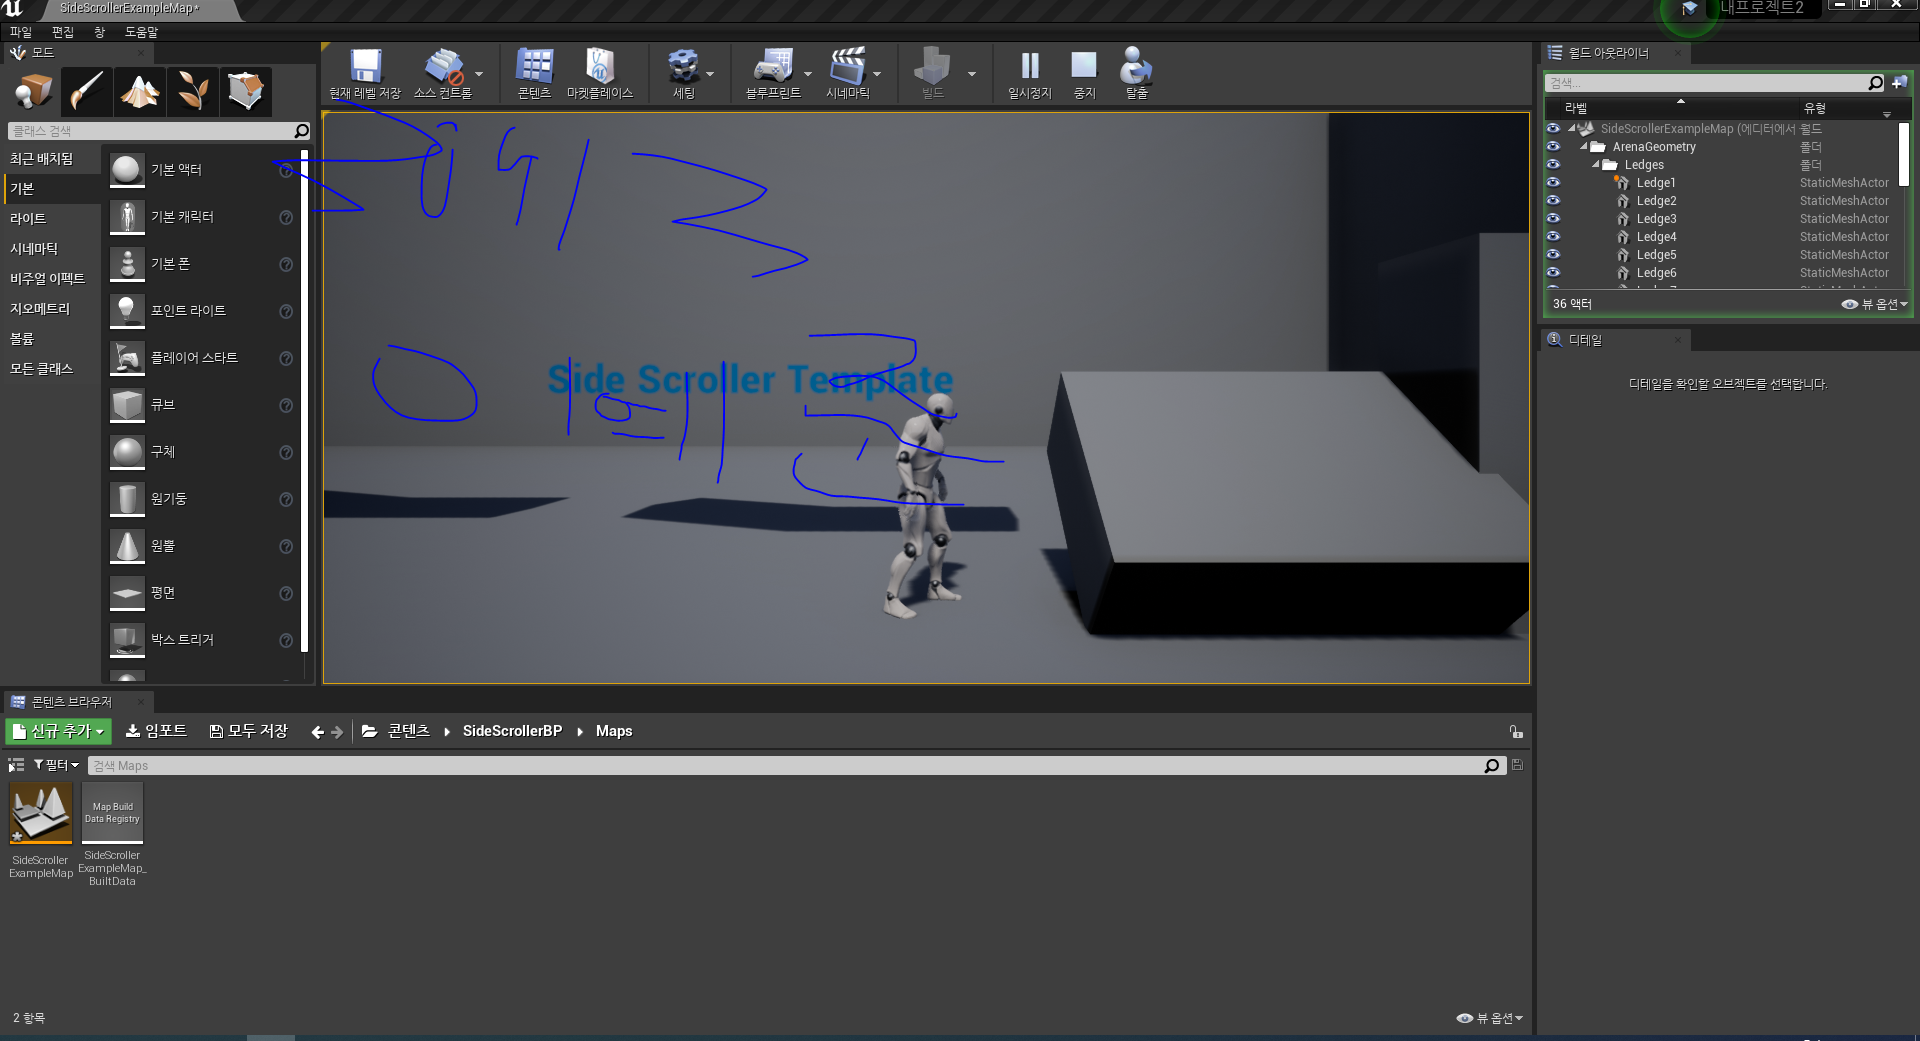 SideScrollerExampleMap*
내프로젝트2
파일 편집 창 도움말
모드
클래스 검색
최근 배치됨
기본
라이트
시네마틱
비주얼 이펙트
지오메트리
볼륨
모든 클래스
기본 액터
기본 캐릭터
기본 폰
포인트 라이트
플레이어 스타트
큐브
구체
원기둥
원뿔
평면
박스 트리거
현재 레벨 저장 소스 컨트롤 콘텐츠 마켓플레이스 세팅 블루프린트 시네마틱 빌드 일시정지 중지 탈출
Side Scroller Template
월드 아웃라이너
검색...
라벨 유형
SideScrollerExampleMap (에디터에서 월드
ArenaGeometry 폴더
Ledges 폴더
Ledge1 StaticMeshActor
Ledge2 StaticMeshActor
Ledge3 StaticMeshActor
Ledge4 StaticMeshActor
Ledge5 StaticMeshActor
Ledge6 StaticMeshActor
36 액터 뷰 옵션
디테일
디테일을 확인할 오브젝트를 선택합니다.
콘텐츠 브라우저
신규 추가 임포트 모두 저장 콘텐츠 SideScrollerBP Maps
필터 검색 Maps
Map Build
Data Registry
SideScroller
ExampleMap
SideScroller
ExampleMap_
BuiltData
2 항목 뷰 옵션